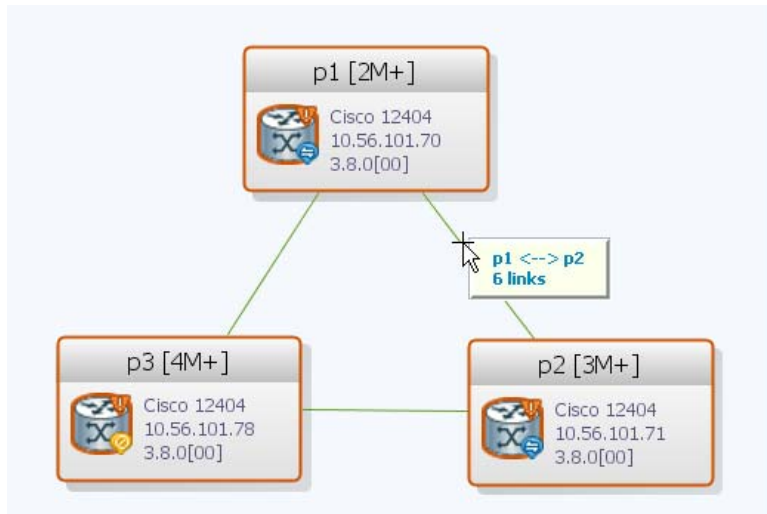 p1 [2M+]
Cisco 12404
10.56.101.70
3.8.0[00]
p1 <--> p2
6 links
p3 [4M+]
Cisco 12404
10.56.101.78
3.8.0[00]
p2 [3M+]
Cisco 12404
10.56.101.71
3.8.0[00]